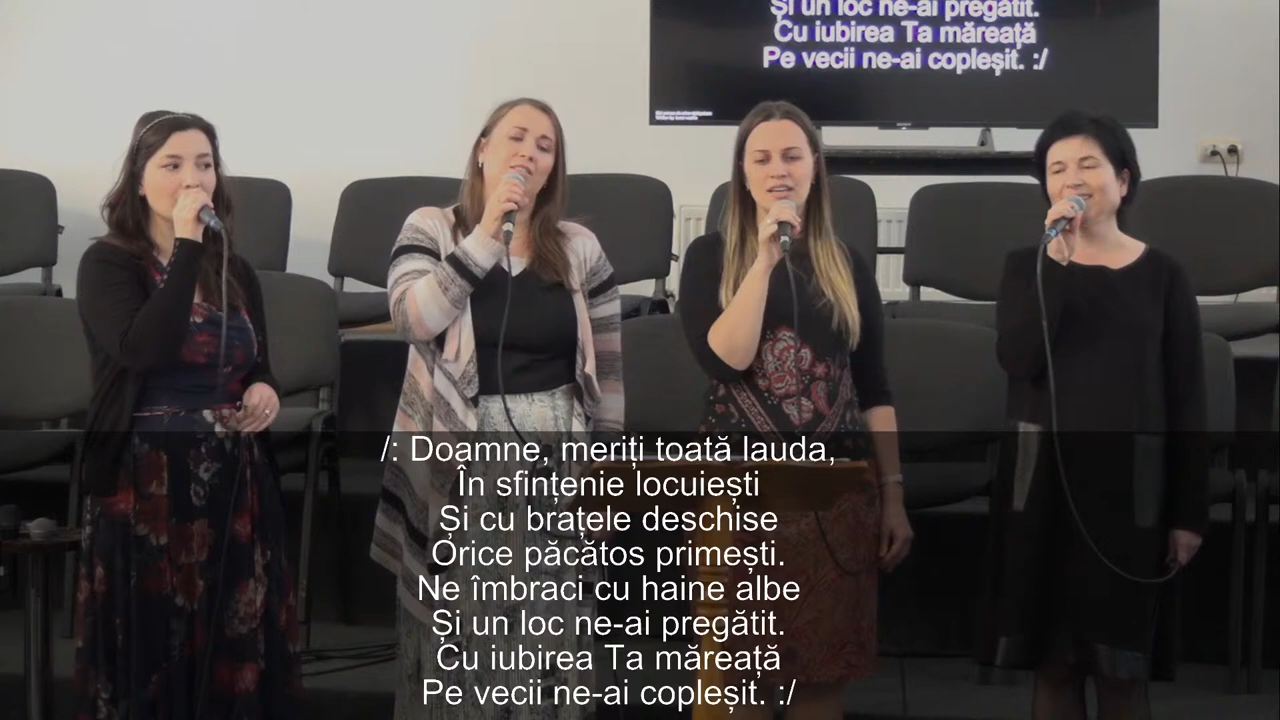 Și un loc ne-ai pregătit.
Cu iubirea Ta măreață
Pe vecii ne-ai copleșit. :/
/: Doamne, meriți toată lauda,
În sfințenie locuiești
Și cu brațele deschise
Orice păcătos primești.
Ne îmbraci cu haine albe
Și un loc ne-ai pregătit.
Cu iubirea Ta măreață
Pe vecii ne-ai copleșit. :/